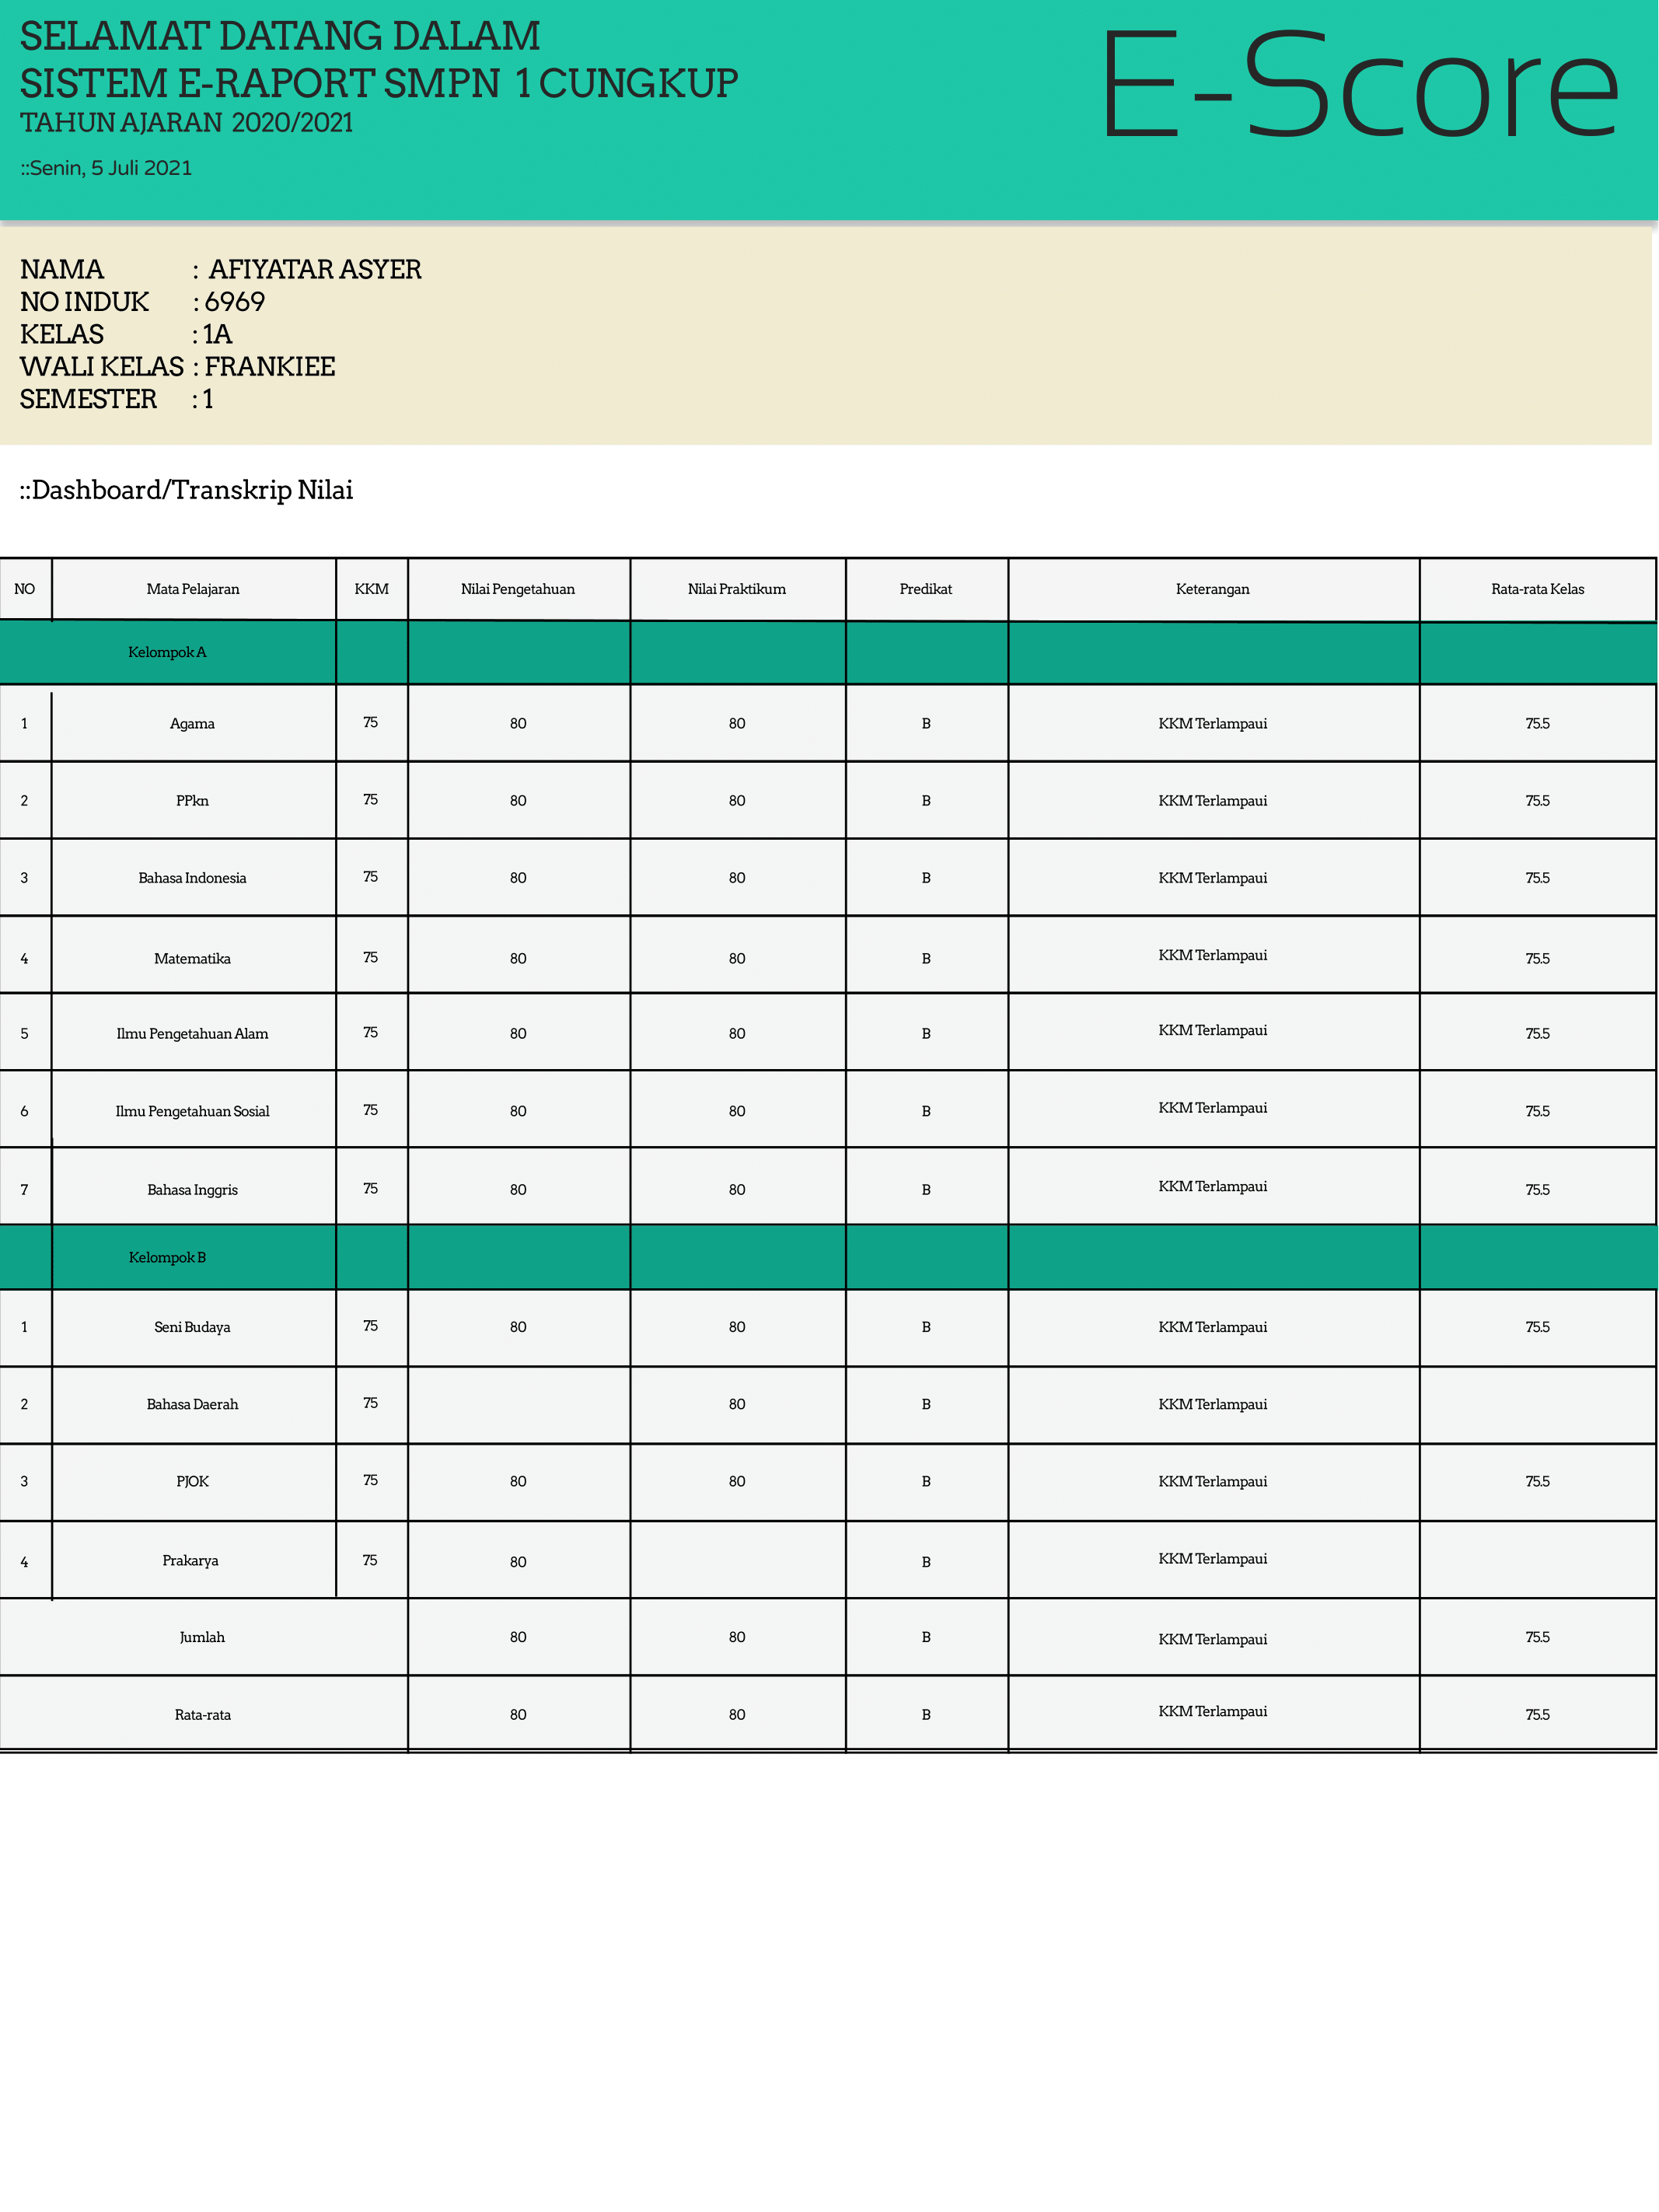 SELAMAT DATANG DALAM
SISTEM E-RAPORT SMPN 1 CUNGKUP
TAHUN AJARAN 2020/2021
::Senin, 5 Juli 2021
E-Score
NAMA : AFIYATAR ASYER
NO INDUK : 6969
KELAS : 1A
WALI KELAS : FRANKIEE
SEMESTER : 1
::Dashboard/Transkrip Nilai
NO Mata Pelajaran KKM Nilai Pengetahuan Nilai Praktikum Predikat Keterangan Rata-rata Kelas
Kelompok A
1 Agama 75 80 80 B KKM Terlampaui 75.5
2 PPkn 75 80 80 B KKM Terlampaui 75.5
3 Bahasa Indonesia 75 80 80 B KKM Terlampaui 75.5
4 Matematika 75 80 80 B KKM Terlampaui 75.5
5 Ilmu Pengetahuan Alam 75 80 80 B KKM Terlampaui 75.5
6 Ilmu Pengetahuan Sosial 75 80 80 B KKM Terlampaui 75.5
7 Bahasa Inggris 75 80 80 B KKM Terlampaui 75.5
Kelompok B
1 Seni Budaya 75 80 80 B KKM Terlampaui 75.5
2 Bahasa Daerah 75 80 B KKM Terlampaui
3 PJOK 75 80 80 B KKM Terlampaui 75.5
4 Prakarya 75 80 B KKM Terlampaui
Jumlah 80 80 B KKM Terlampaui 75.5
Rata-rata 80 80 B KKM Terlampaui 75.5